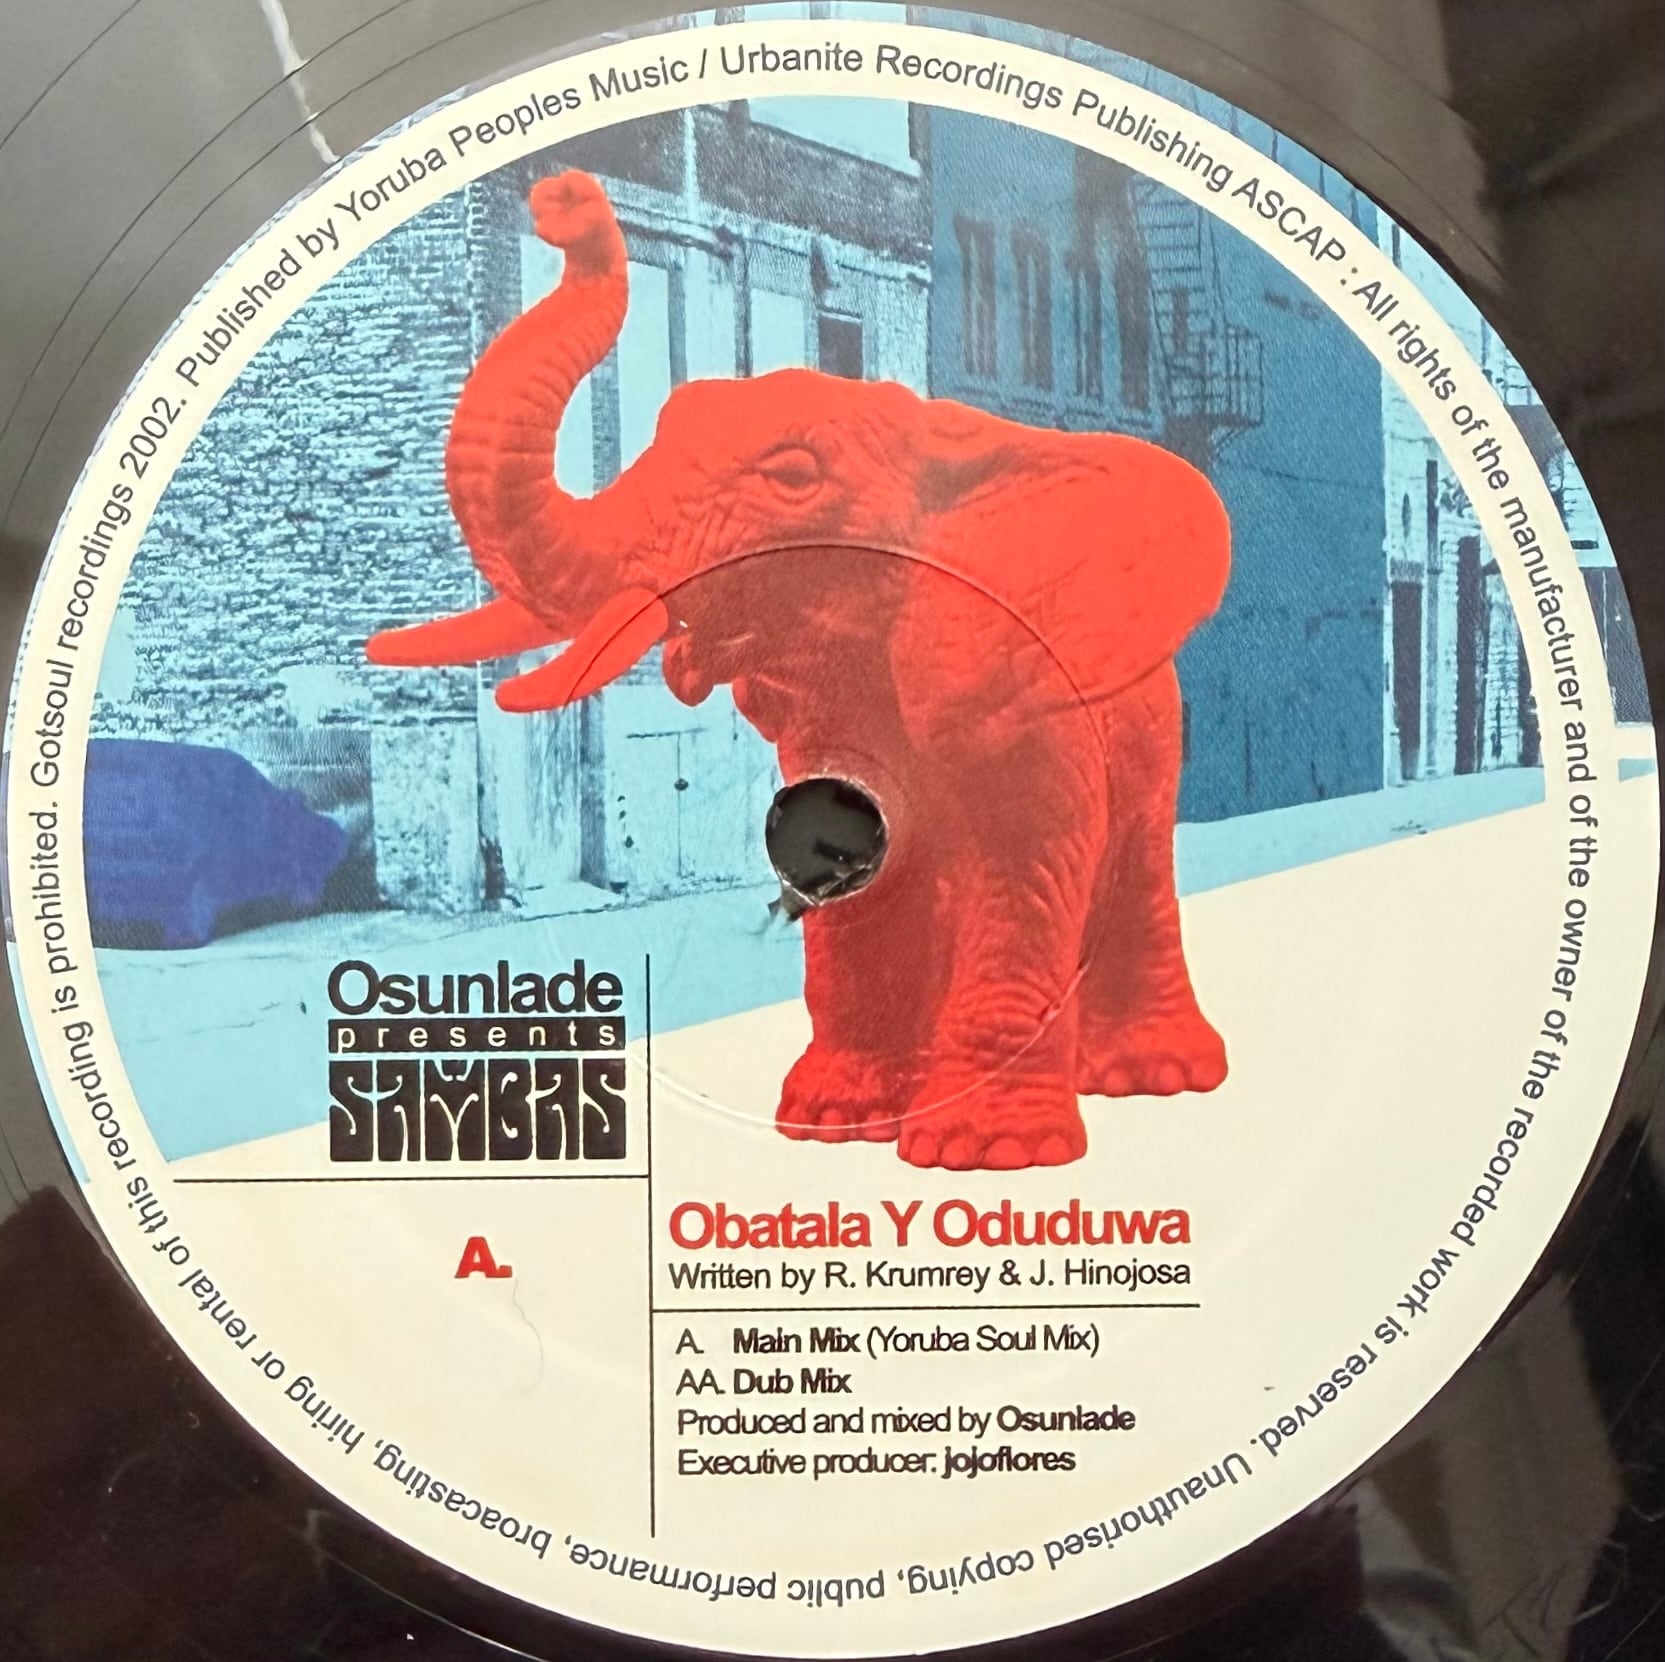 Gotsoul recordings 2002. Published by Yoruba Peoples Music / Urbanite Recordings Publishing ASCAP : All rights of the manufacturer and of the owner of the recorded work is reserved. Unauthorised copying, public performance, broacasting, hiring or rental of this recording is prohibited.
Osunlade
presents
SAMBAS
A.
Obatala Y Oduduwa
Written by R. Krumrey & J. Hinojosa
A. Main Mix (Yoruba Soul Mix)
AA. Dub Mix
Produced and mixed by Osunlade
Executive producer: jojoflores